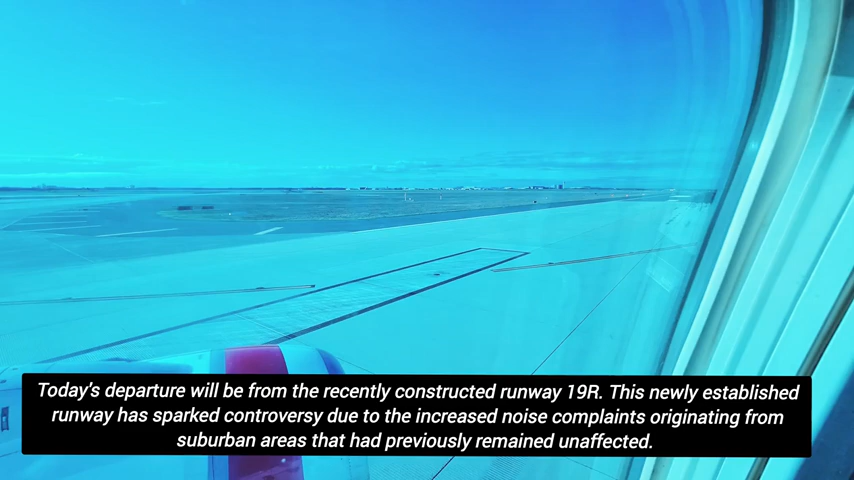 Today's departure will be from the recently constructed runway 19R. This newly established
runway has sparked controversy due to the increased noise complaints originating from
suburban areas that had previously remained unaffected.